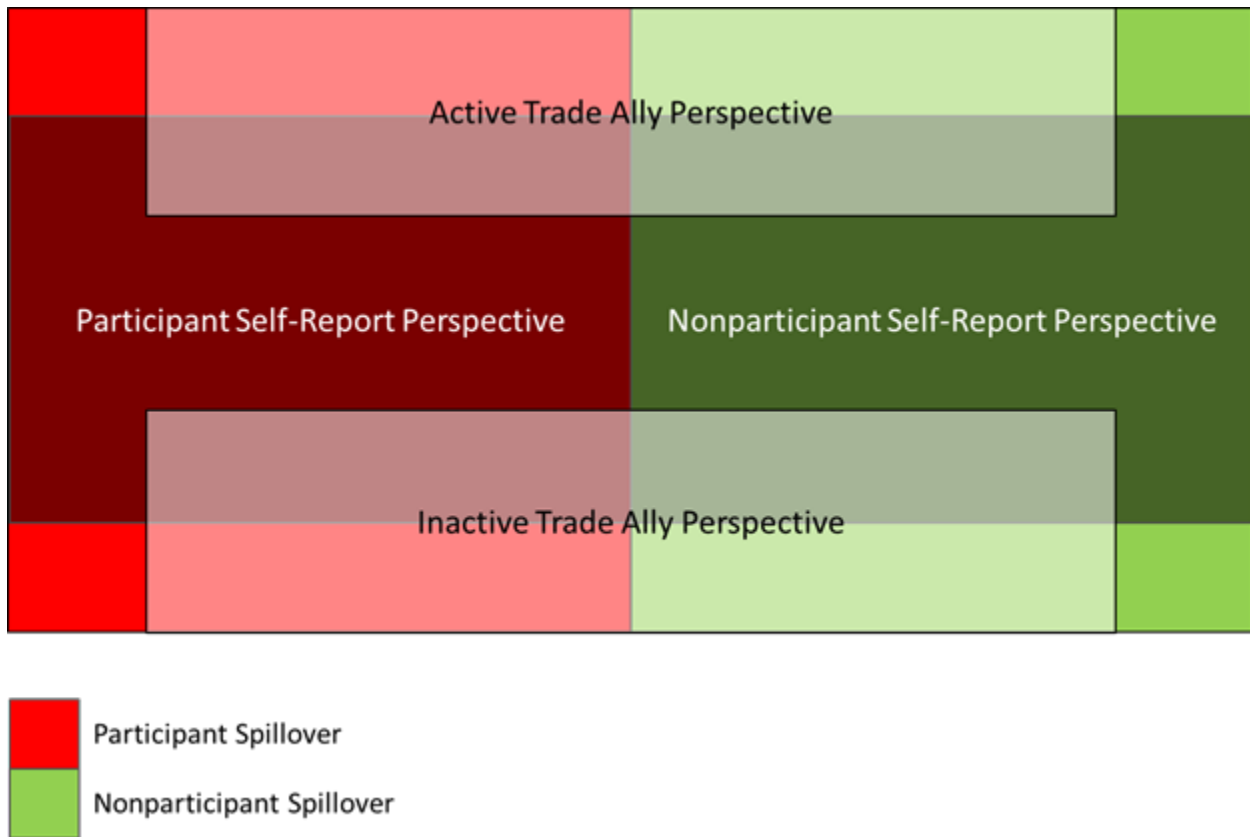 Active Trade Ally Perspective
Participant Self-Report Perspective
Nonparticipant Self-Report Perspective
Inactive Trade Ally Perspective
Participant Spillover
Nonparticipant Spillover